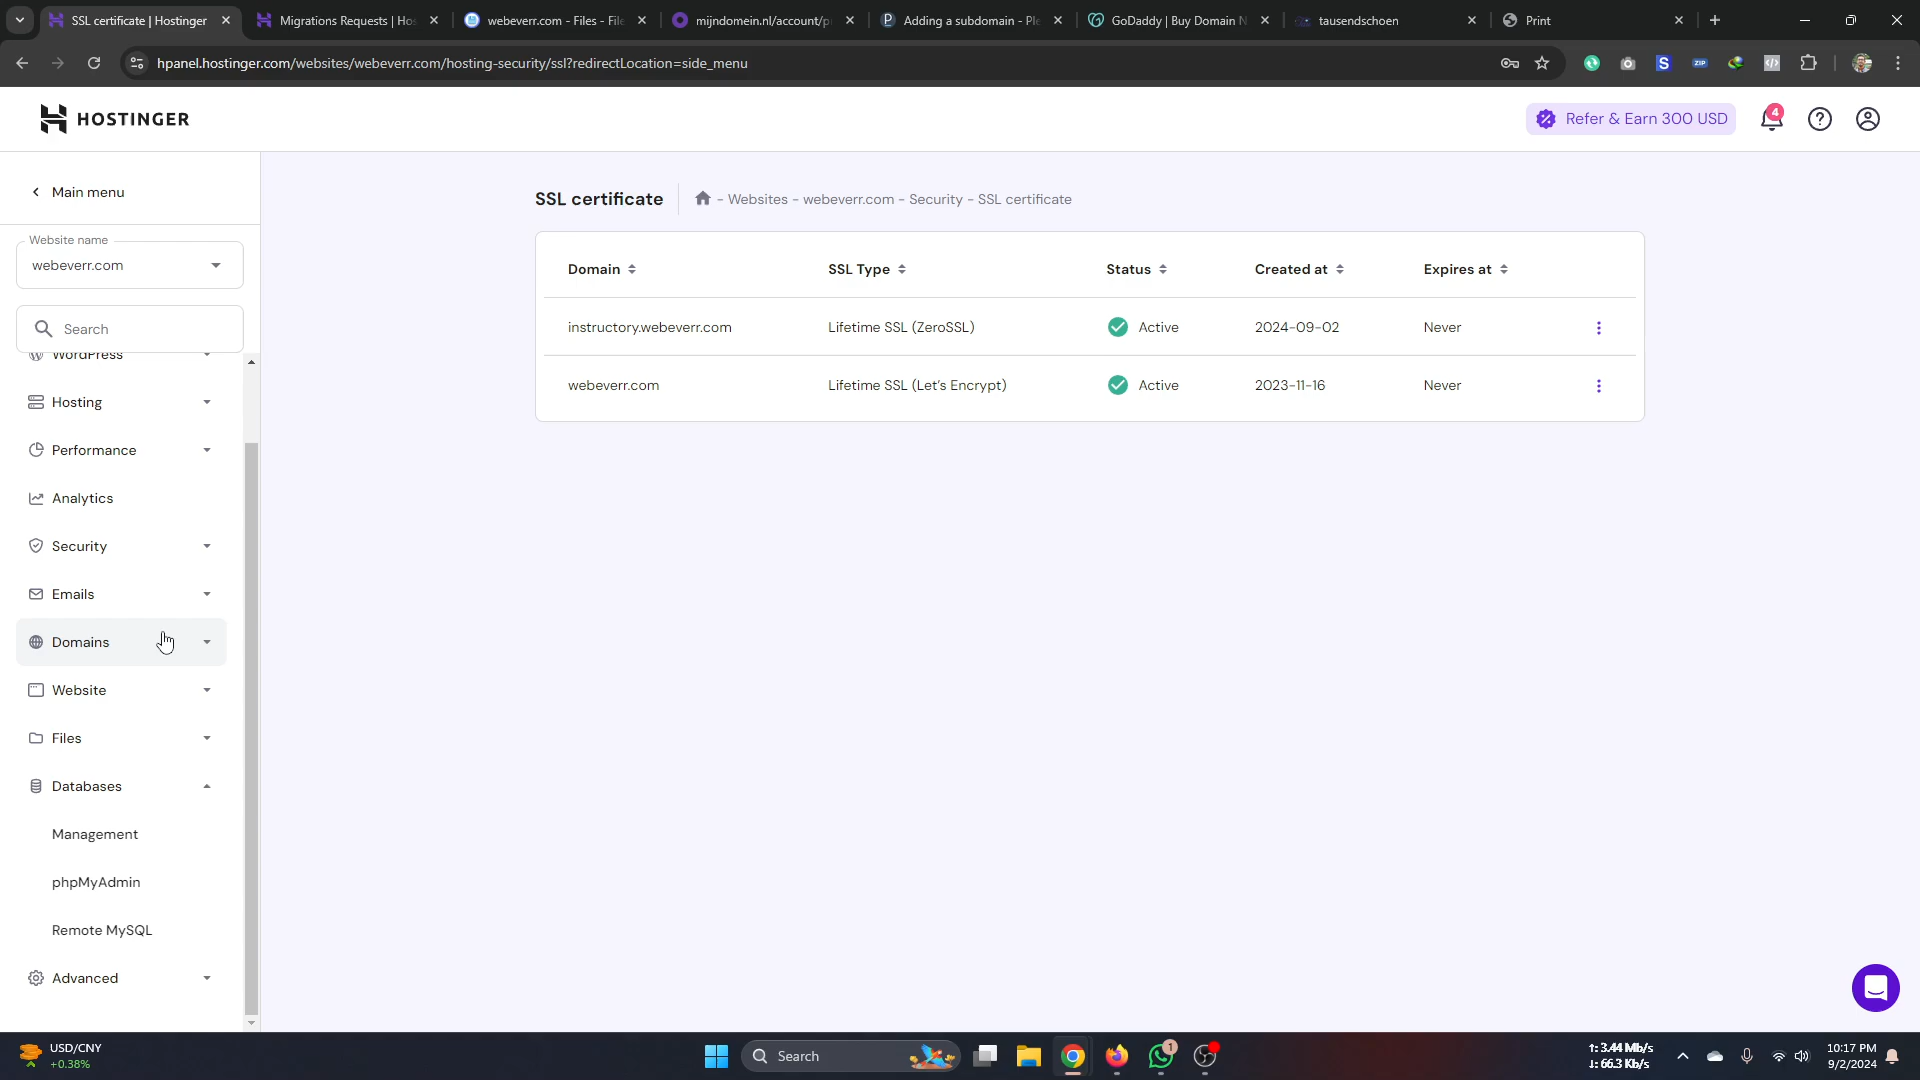 SSL certificate | Hostinger
Migrations Requests | Hos
webeverr.com - Files - File
mijndomein.nl/account/p
Adding a subdomain - Ple
GoDaddy | Buy Domain N
tausendschoen
Print
hpanel.hostinger.com/websites/webeverr.com/hosting-security/ssl?redirectLocation=side_menu
HOSTINGER
Refer & Earn 300 USD
4
Main menu
Website name
webeverr.com
Search
WordPress
Hosting
Performance
Analytics
Security
Emails
Domains
Website
Files
Databases
Management
phpMyAdmin
Remote MySQL
Advanced
SSL certificate
- Websites - webeverr.com - Security - SSL certificate
Domain SSL Type Status Created at Expires at
instructory.webeverr.com Lifetime SSL (ZeroSSL) Active 2024-09-02 Never
webeverr.com Lifetime SSL (Let's Encrypt) Active 2023-11-16 Never
USD/CNY
+0.38%
Search
1
↑: 3.44 Mb/s
↓: 66.3 Kb/s
10:17 PM
9/2/2024